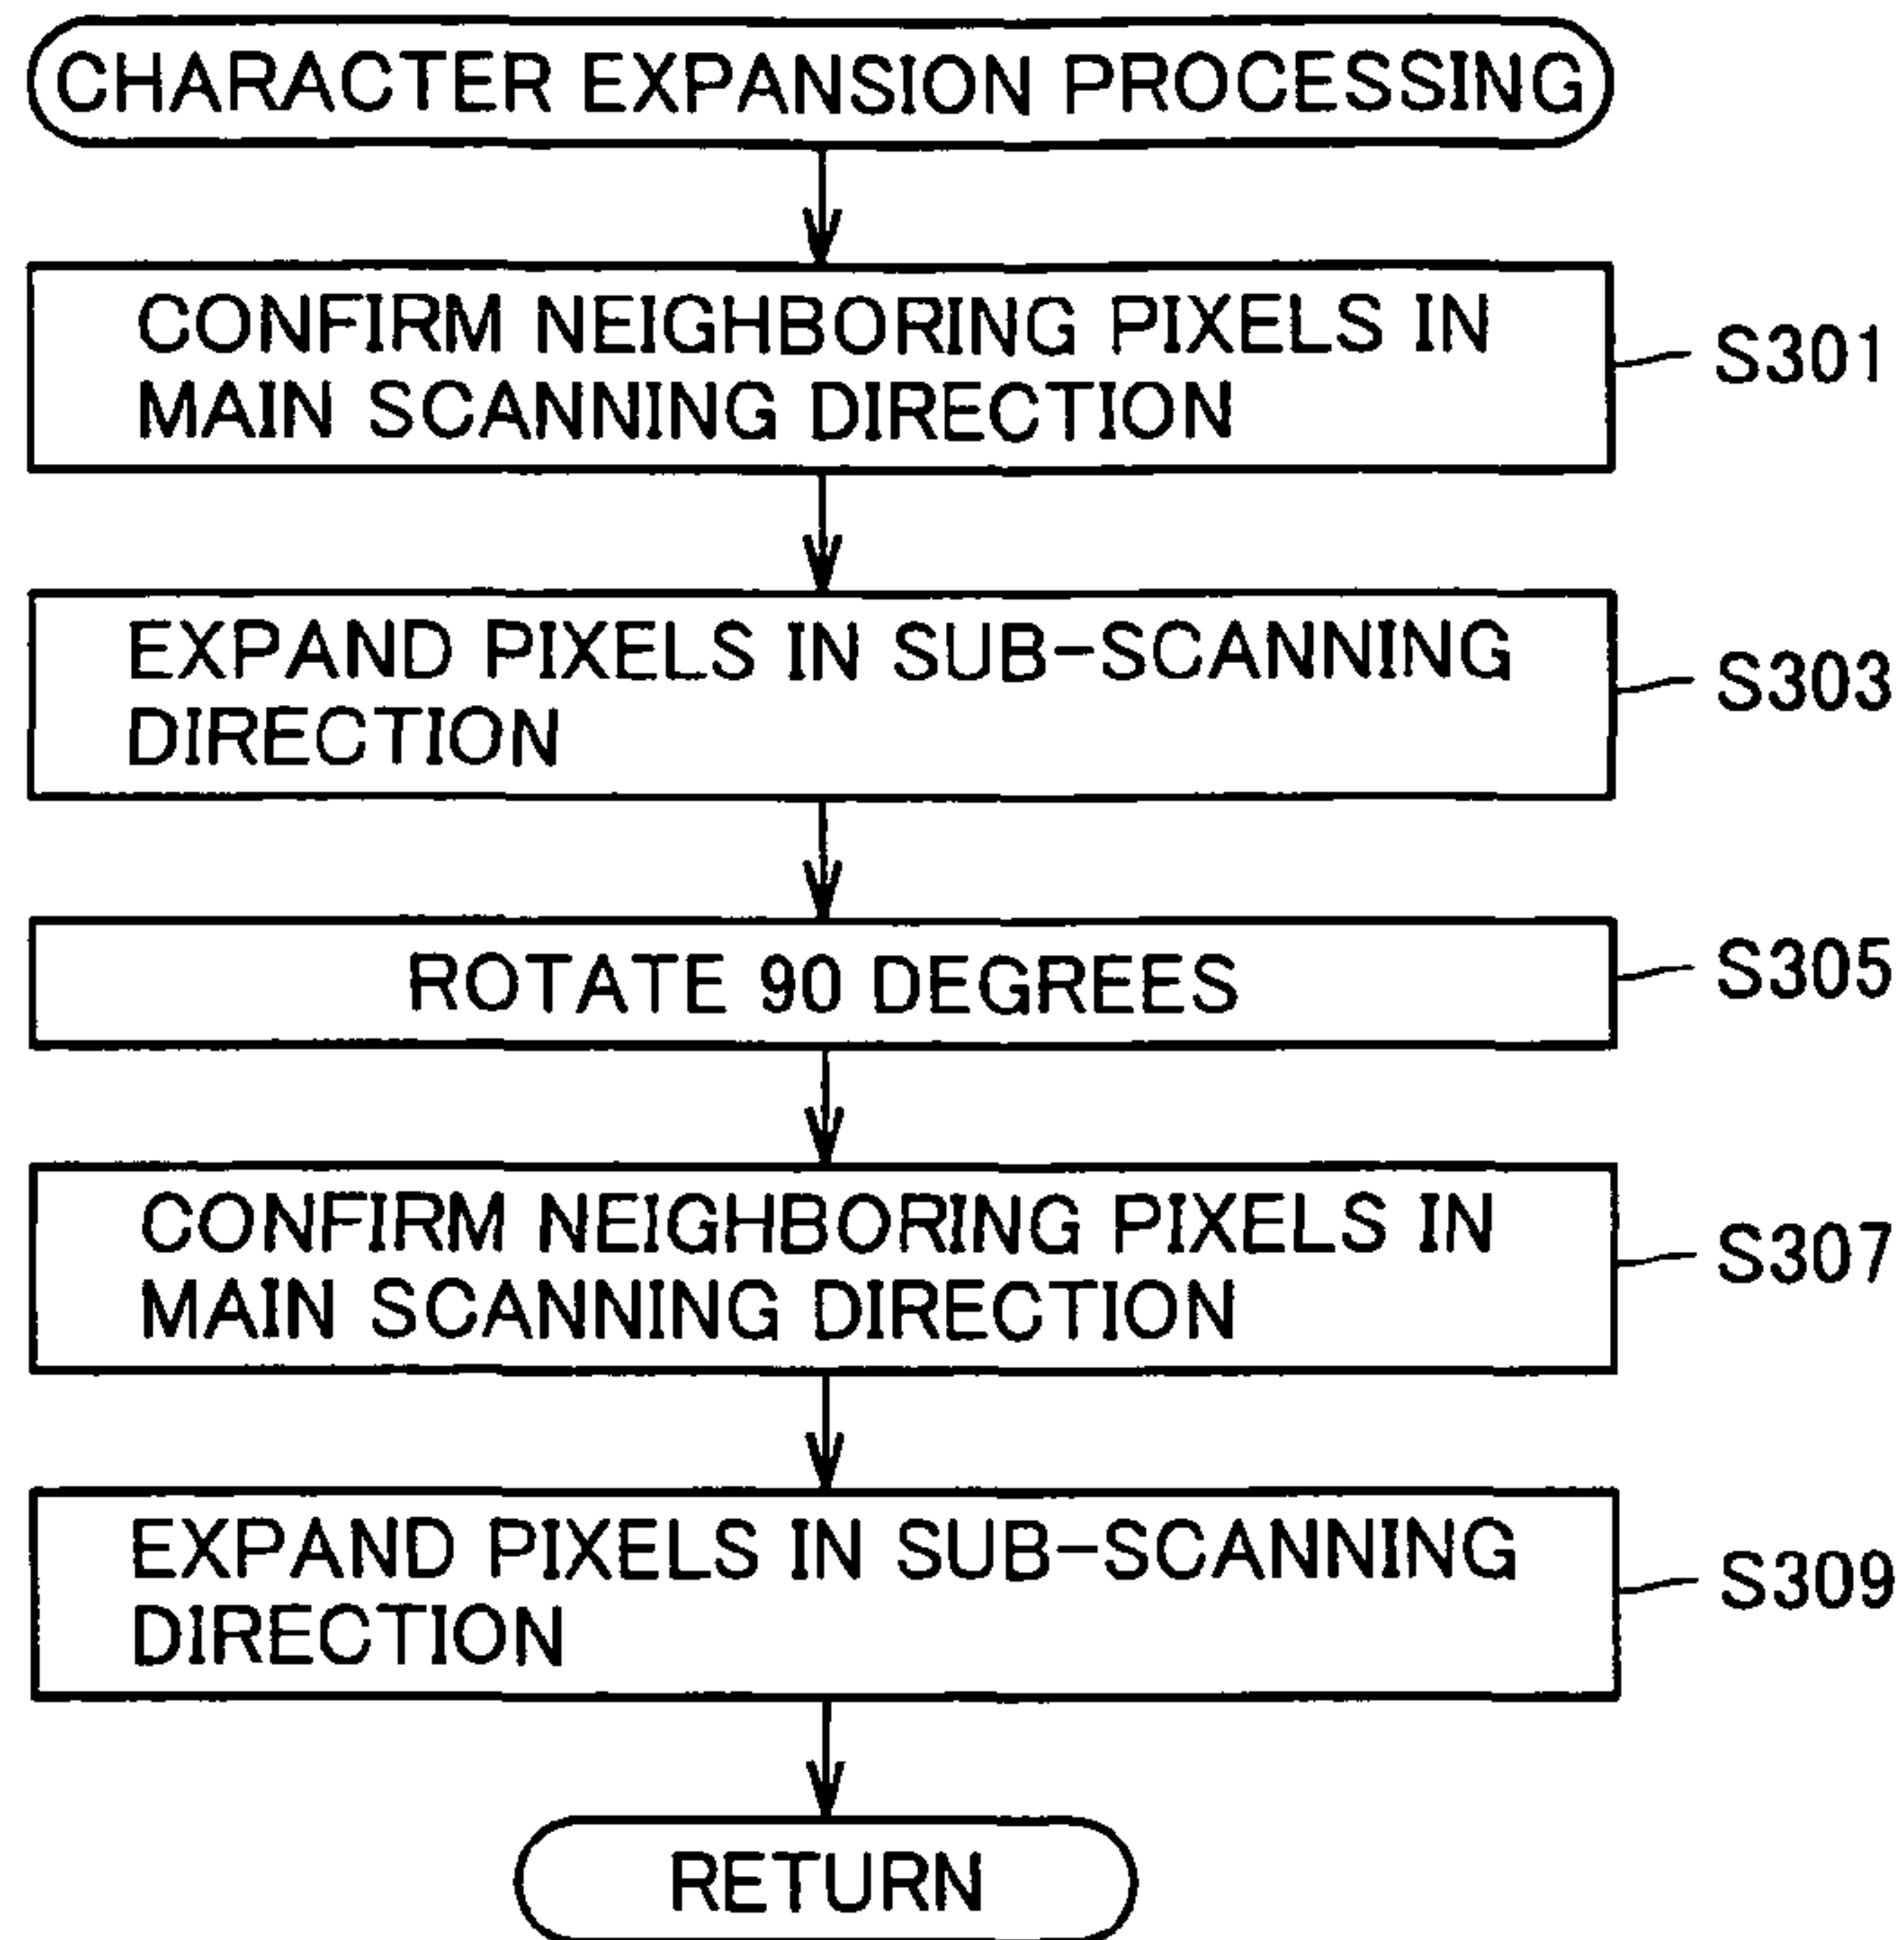 CHARACTER EXPANSION PROCESSING
CONFIRM NEIGHBORING PIXELS IN
MAIN SCANNING DIRECTION
S301
EXPAND PIXELS IN SUB-SCANNING
DIRECTION
S303
ROTATE 90 DEGREES
S305
CONFIRM NEIGHBORING PIXELS IN
MAIN SCANNING DIRECTION
S307
EXPAND PIXELS IN SUB-SCANNING
DIRECTION
S309
RETURN